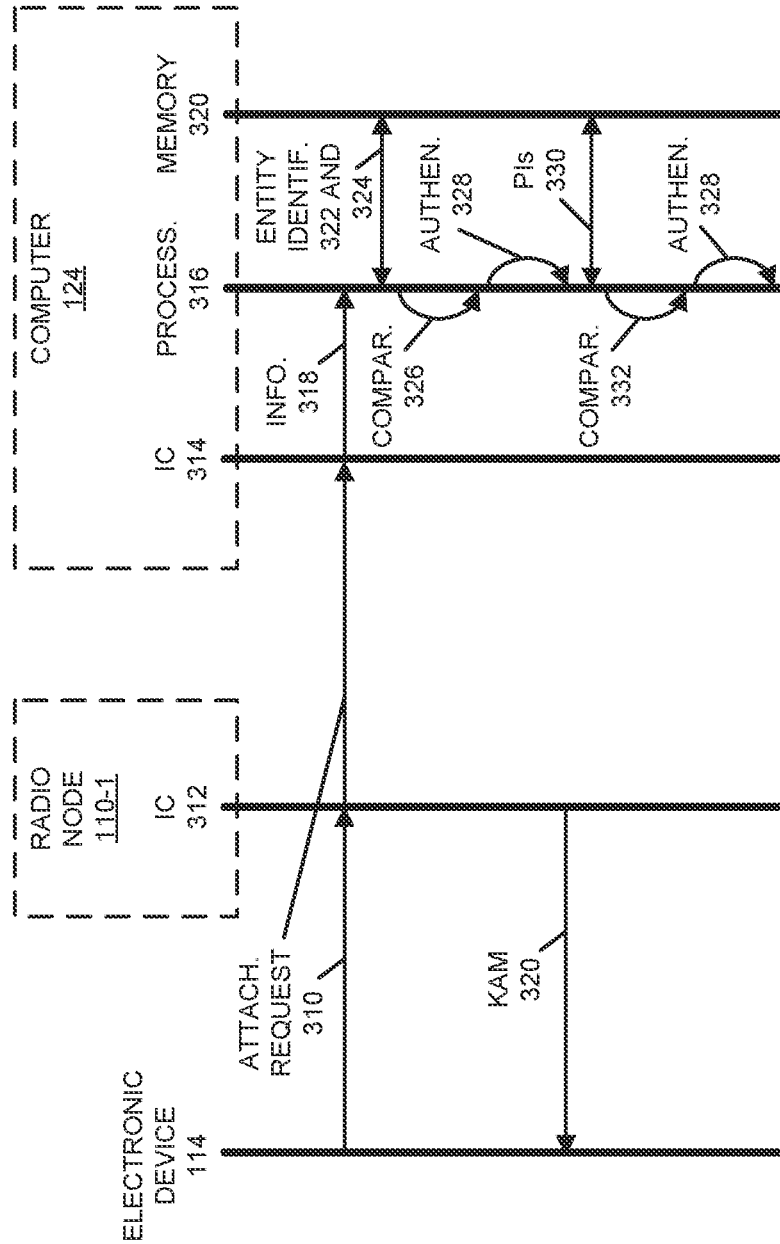 ELECTRONIC
DEVICE
114
RADIO
NODE
110-1
IC
312
COMPUTER
124
IC
314
PROCESS.
316
MEMORY
320
ATTACH.
REQUEST
310
INFO.
318
ENTITY
IDENTIF.
322 AND
324
COMPAR.
326
AUTHEN.
328
KAM
320
PIs
330
COMPAR.
332
AUTHEN.
328